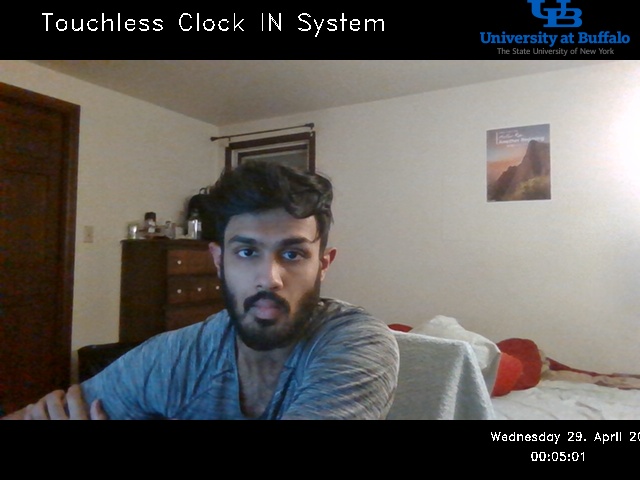 Touchless Clock IN System
UB
University at Buffalo
The State University of New York
Wednesday 29. April 20
00:05:01